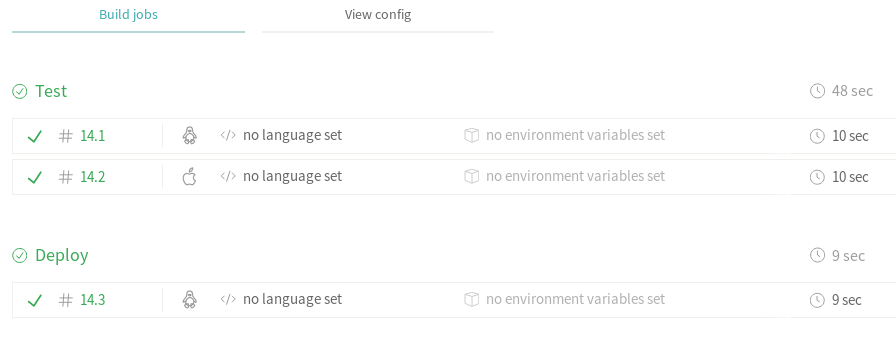 Build jobs View config
Test 48 sec
# 14.1 </> no language set no environment variables set 10 sec
# 14.2 </> no language set no environment variables set 10 sec
Deploy 9 sec
# 14.3 </> no language set no environment variables set 9 sec